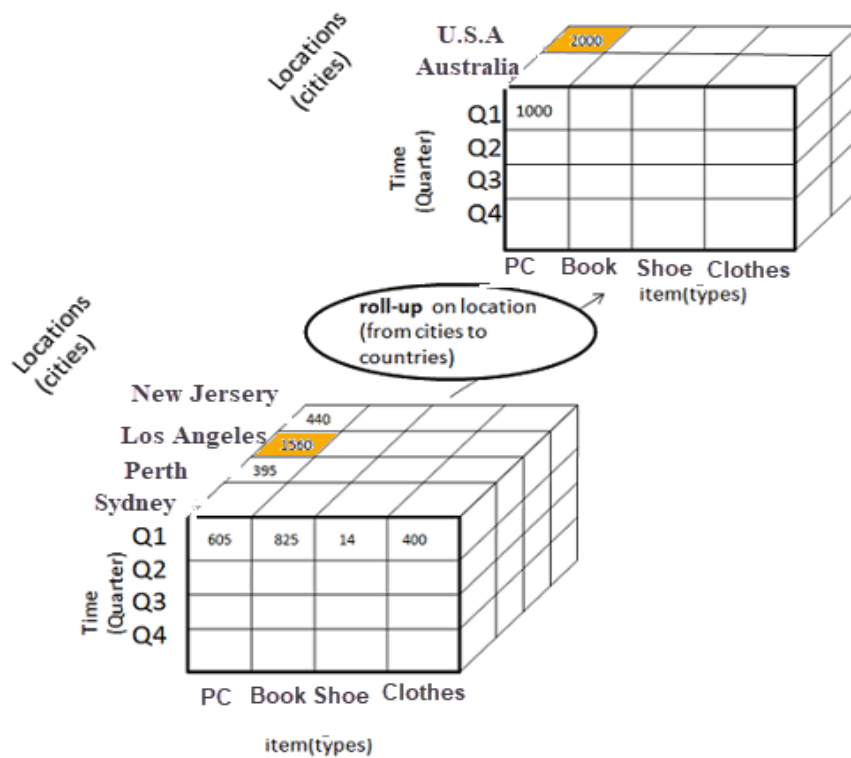 Locations
(cities)
U.S.A
2000
Australia
Q1
1000
Q2
Q3
Q4
Time
(Quarter)
PC Book Shoe Clothes
item(types)
roll-up on location
(from cities to
countries)
Locations
(cities)
New Jersery
440
Los Angeles
1560
Perth
395
Sydney
Q1
605 825 14 400
Q2
Q3
Q4
Time
(Quarter)
PC Book Shoe Clothes
item(types)